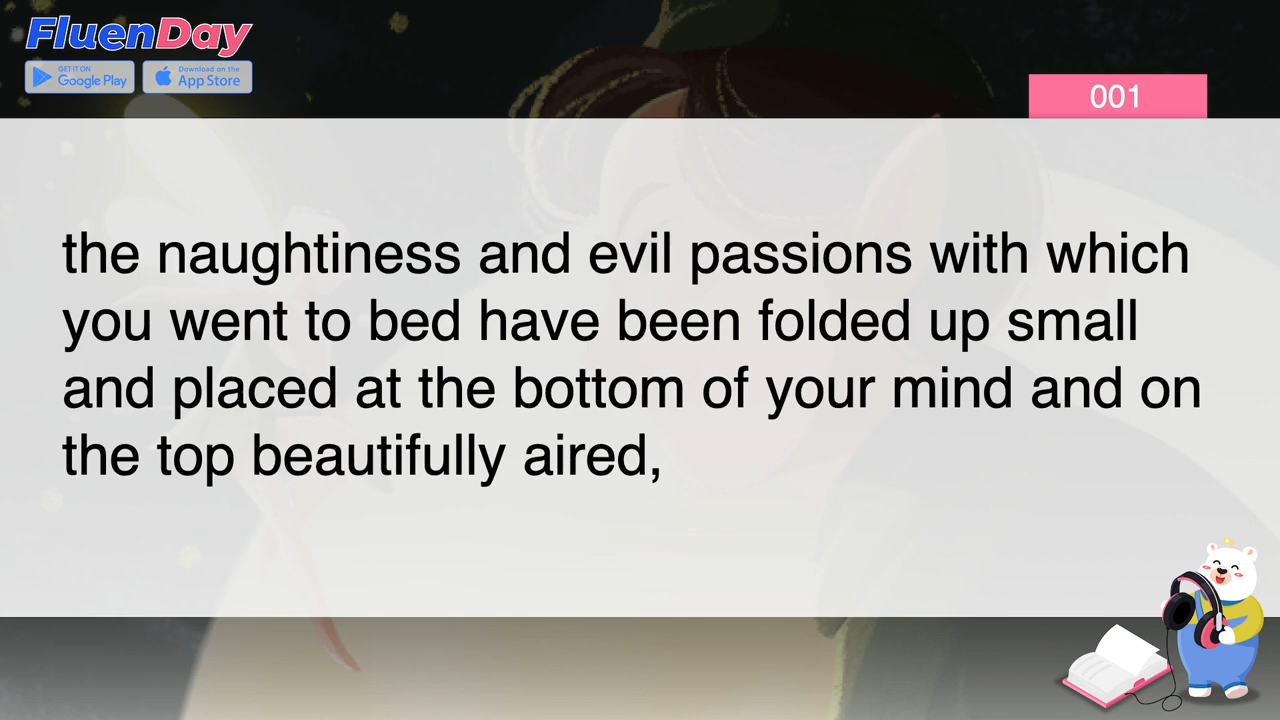 FluenDay
GET IT ON
Google Play
Download on the
App Store
001
the naughtiness and evil passions with which
you went to bed have been folded up small
and placed at the bottom of your mind and on
the top beautifully aired,